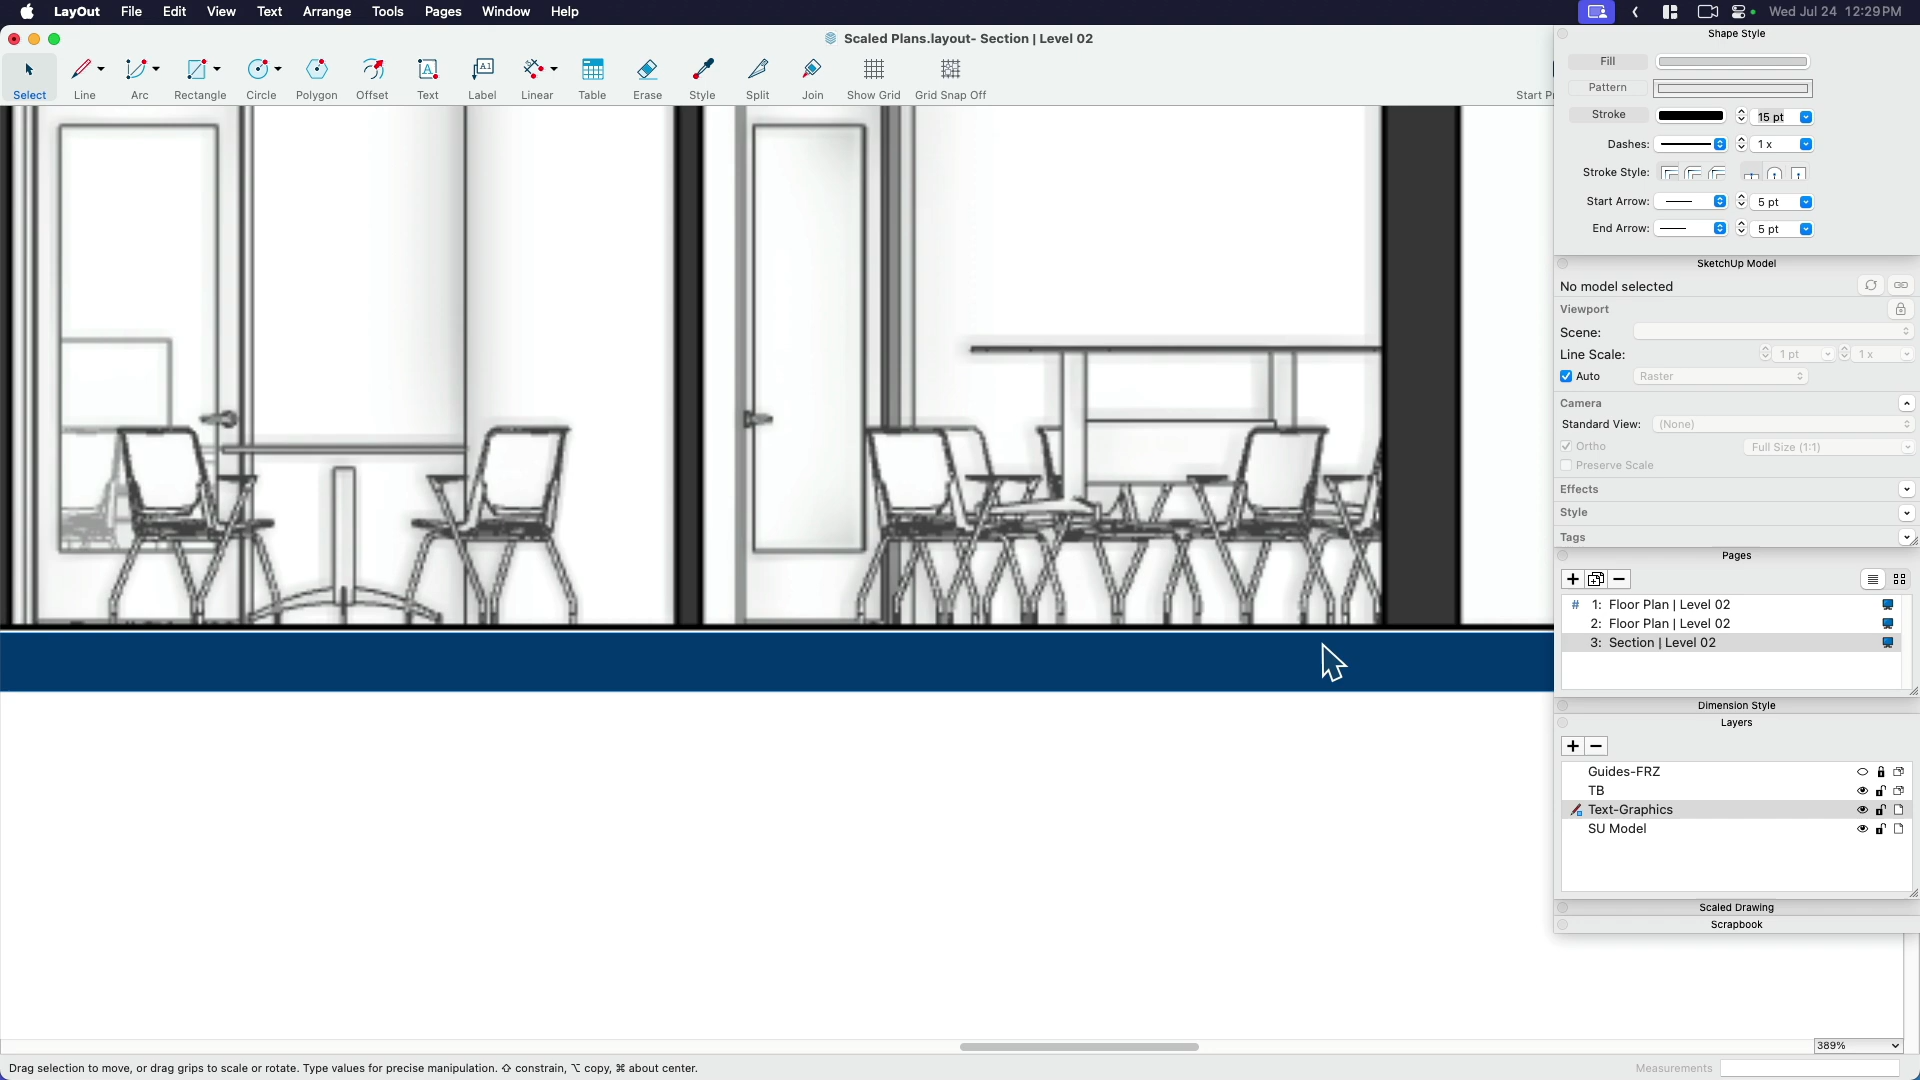 LayOut File Edit View Text Arrange Tools Pages Window Help Wed Jul 24 12:29 PM
Scaled Plans.layout- Section | Level 02
Select Line Arc Rectangle Circle Polygon Offset Text Label Linear Table Erase Style Split Join Show Grid Grid Snap Off Start P
Shape Style
Fill
Pattern
Stroke 15 pt
Dashes: 1 x
Stroke Style:
Start Arrow: 5 pt
End Arrow: 5 pt
SketchUp Model
No model selected
Viewport
Scene:
Line Scale: 1 pt 1 x
Auto Raster
Camera
Standard View: (None)
Ortho Full Size (1:1)
Preserve Scale
Effects
Style
Tags
Pages
# 1: Floor Plan | Level 02
2: Floor Plan | Level 02
3: Section | Level 02
Dimension Style
Layers
Guides-FRZ
TB
Text-Graphics
SU Model
Scaled Drawing
Scrapbook
389%
Drag selection to move, or drag grips to scale or rotate. Type values for precise manipulation. ⇧ constrain, ⌥ copy, ⌘ about center.
Measurements